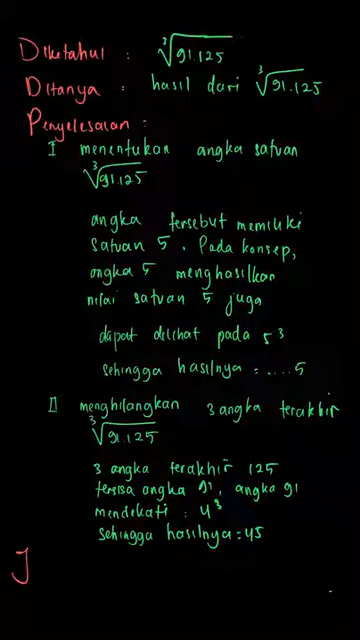 Diketahui : ³√91.125
Ditanya : hasil dari ³√91.125
Penyelesaian :
I menentukan angka satuan
³√91.125
angka tersebut memiliki
satuan 5. Pada konsep,
angka 5 menghasilkan
nilai satuan 5 juga
dapat dilihat pada 5³
sehingga hasilnya = ....5
II menghilangkan 3 angka terakhir
³√91.125
3 angka terakhir 125
tersisa angka 91, angka 91
mendekati : 4³
sehingga hasilnya = 45
J